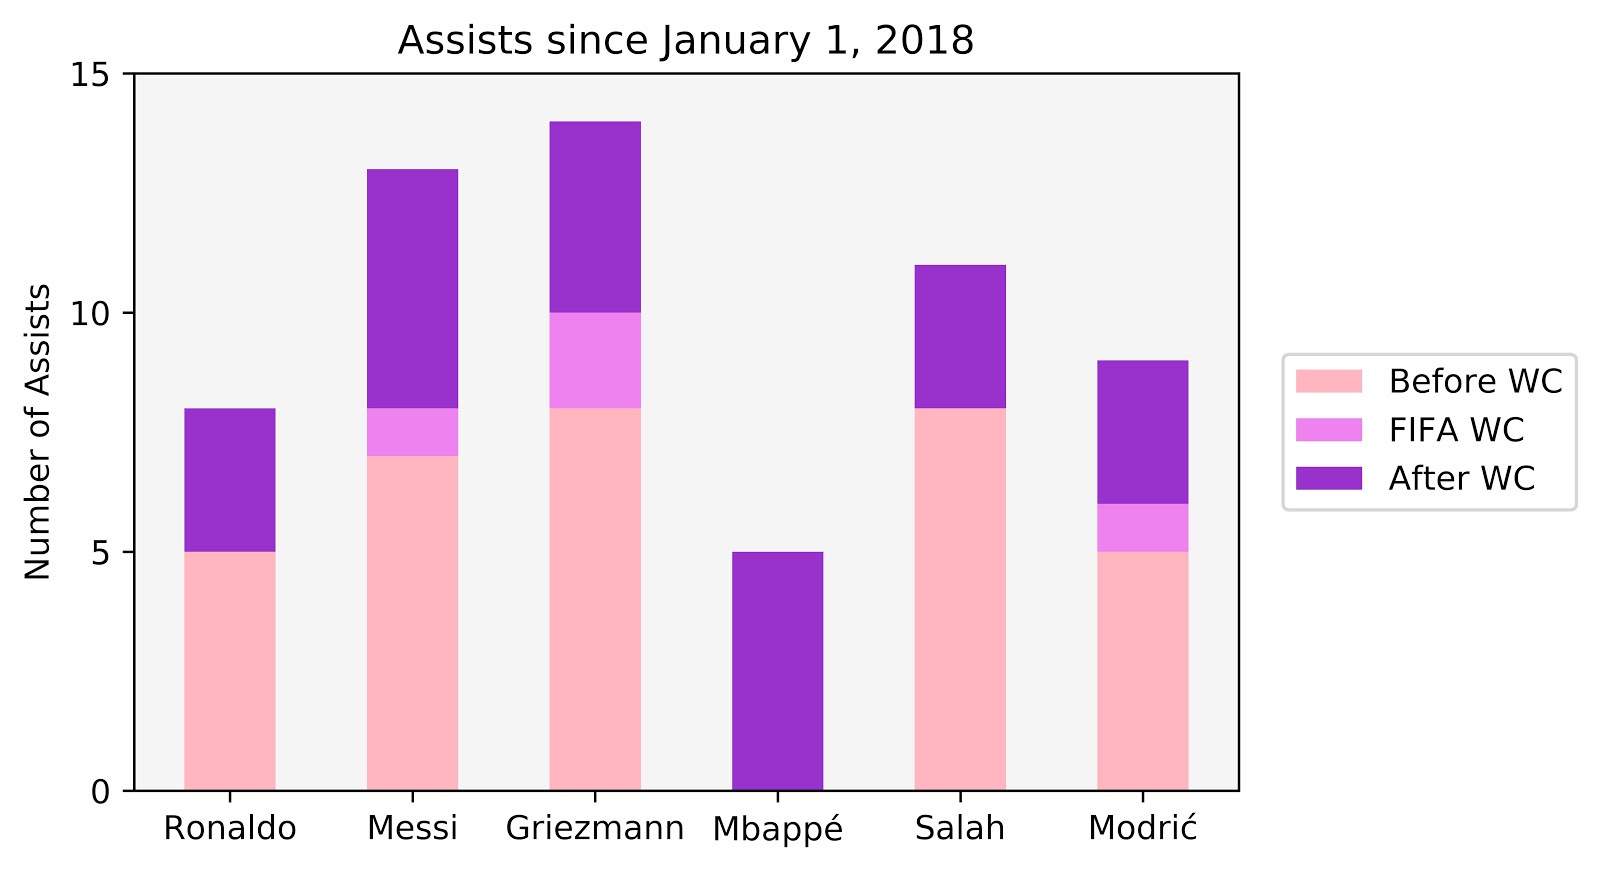 Assists since January 1, 2018
15
10
5
0
Number of Assists
Ronaldo Messi Griezmann Mbappé Salah Modrić
Before WC
FIFA WC
After WC